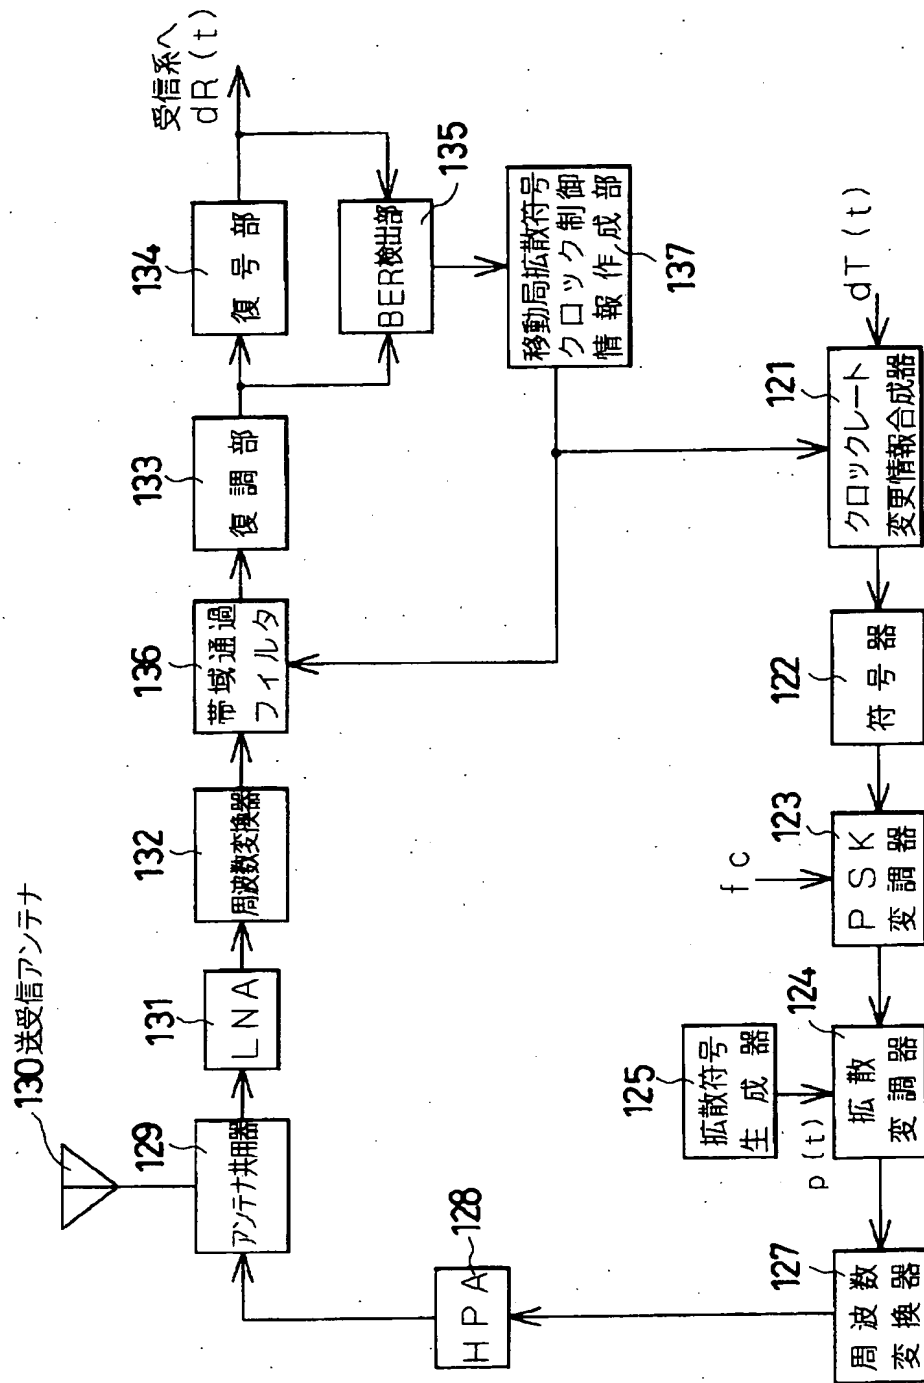 130送受信アンテナ
129
アンテナ共用器
131
LNA
132
周波数変換器
136
帯域通過
フィルタ
133
復調部
134
復号部
受信系へ
dR(t)
135
BER検出部
移動局拡散符号
クロック制御
情報作成部
137
128
HPA
127
周波数
変換器
p(t)
125
拡散符号
生成器
124
拡散
変調器
fc
123
PSK
変調器
122
符号器
121
クロックレート
変更情報合成器
dT(t)